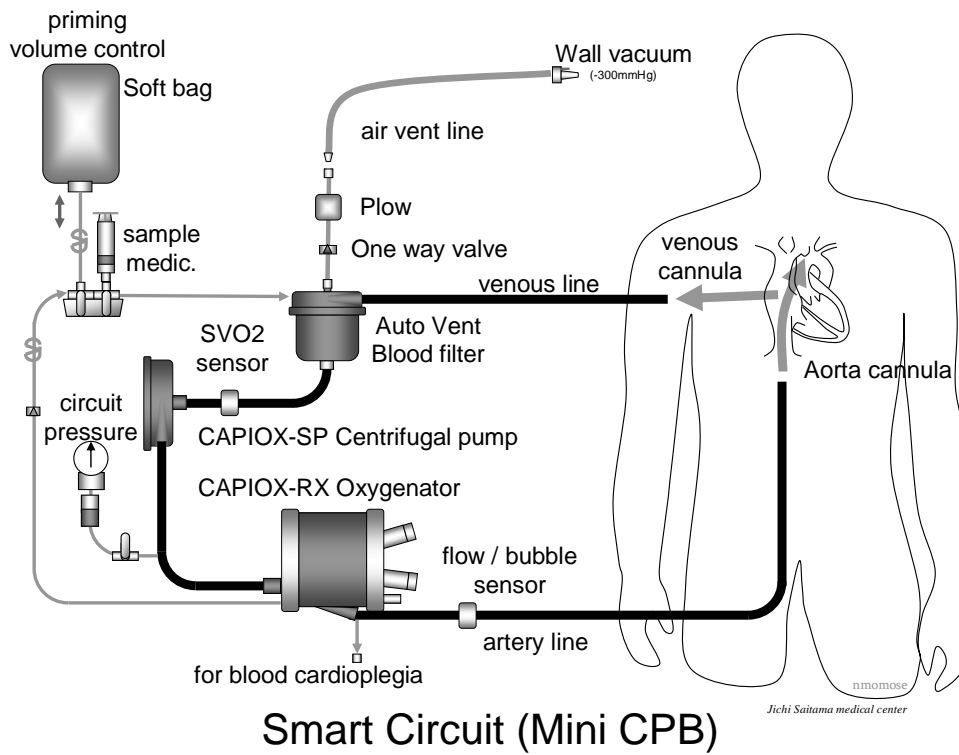 priming
volume control
Soft bag
Wall vacuum
(-300mmHg)
air vent line
Plow
One way valve
sample
medic.
venous
cannula
venous line
SVO2
sensor
Auto Vent
Blood filter
Aorta cannula
circuit
pressure
CAPIOX-SP Centrifugal pump
CAPIOX-RX Oxygenator
flow / bubble
sensor
artery line
for blood cardioplegia
nmomose
Jichi Saitama medical center
Smart Circuit (Mini CPB)